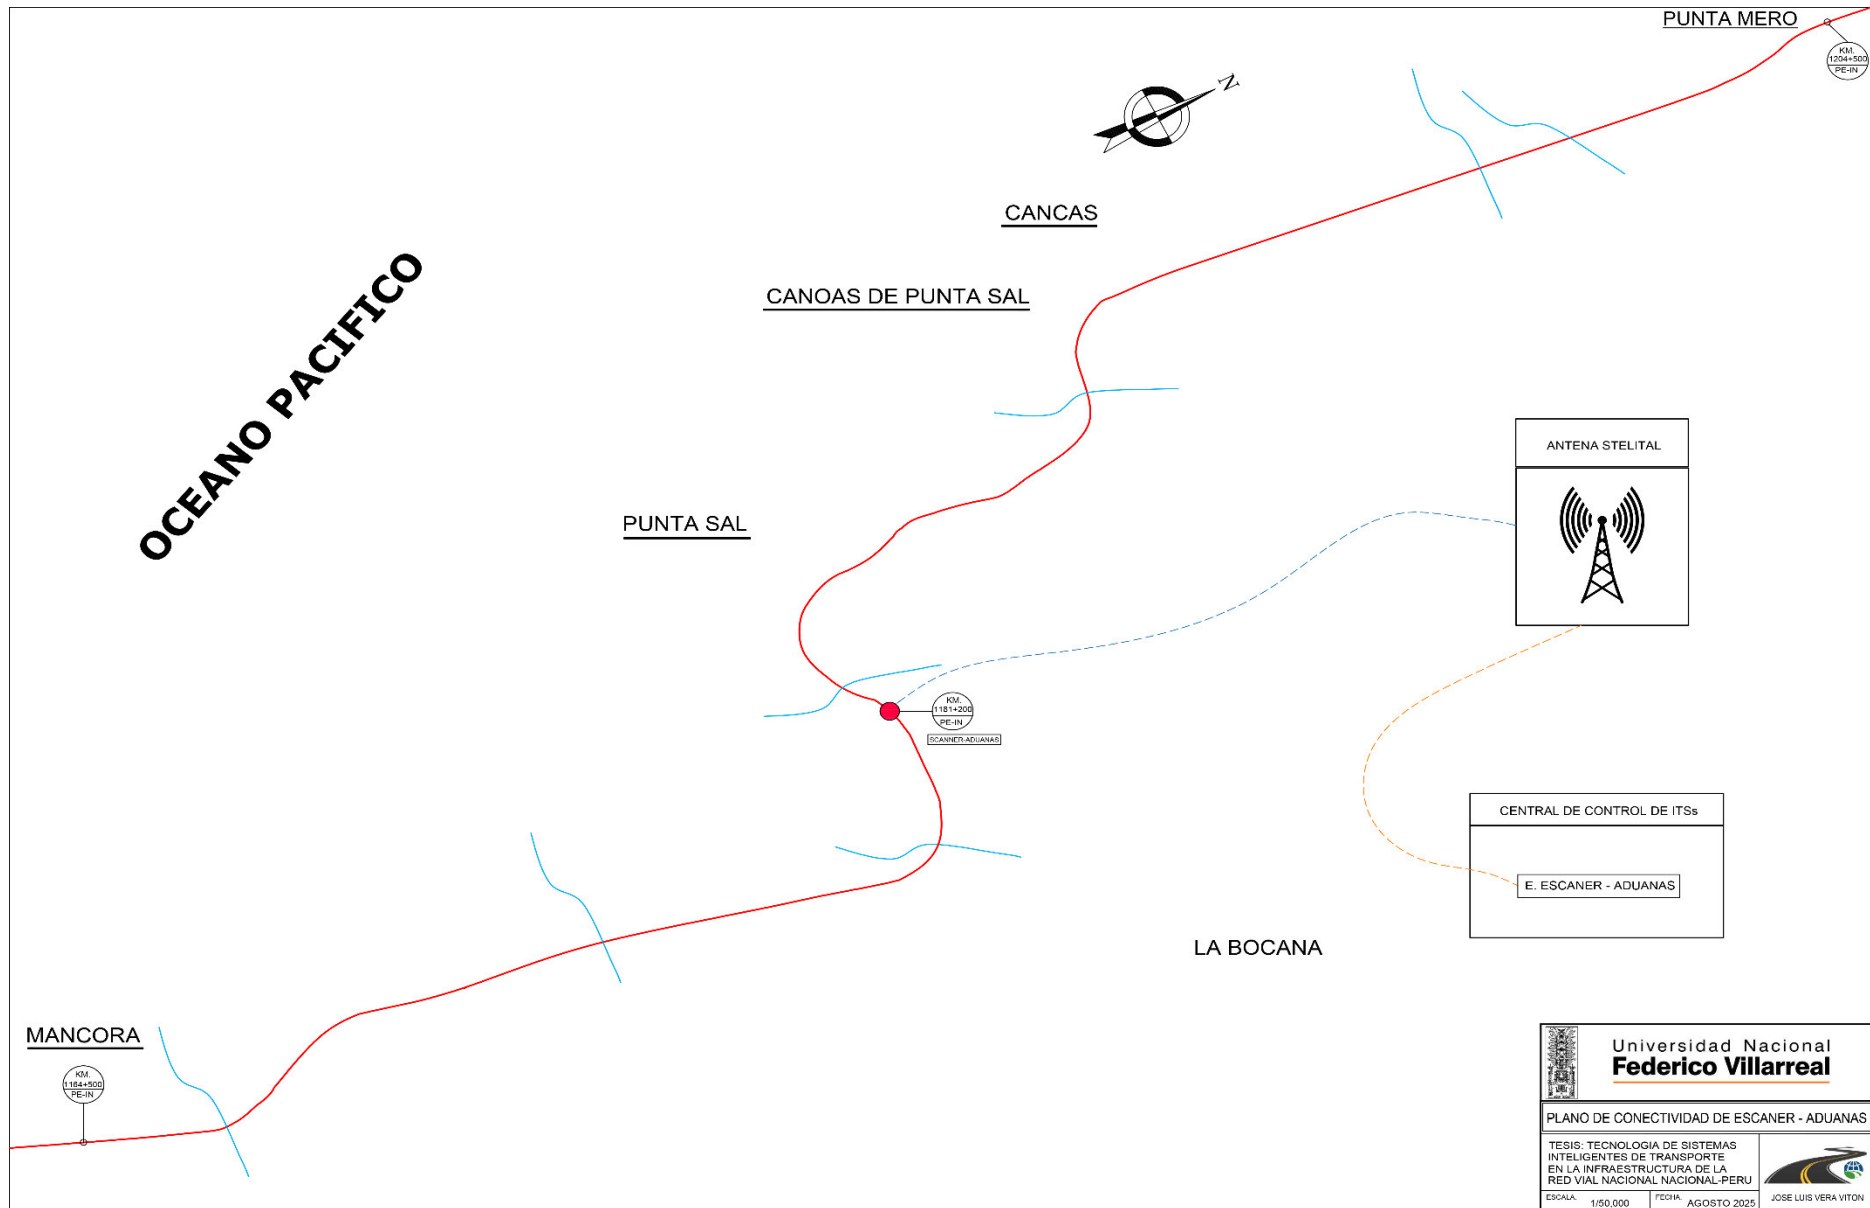 PUNTA MERO
KM.
1204+500
PE-IN
N
CANCAS
CANOAS DE PUNTA SAL
OCEANO PACIFICO
ANTENA STELITAL
PUNTA SAL
KM.
1181+200
PE-IN
SCANNER-ADUANAS
CENTRAL DE CONTROL DE ITSs
E. ESCANER - ADUANAS
LA BOCANA
MANCORA
KM.
1164+500
PE-IN
Universidad Nacional
Federico Villarreal
PLANO DE CONECTIVIDAD DE ESCANER - ADUANAS
TESIS: TECNOLOGIA DE SISTEMAS
INTELIGENTES DE TRANSPORTE
EN LA INFRAESTRUCTURA DE LA
RED VIAL NACIONAL NACIONAL-PERU
ESCALA. 1/50,000
FECHA. AGOSTO 2025
JOSE LUIS VERA VITON